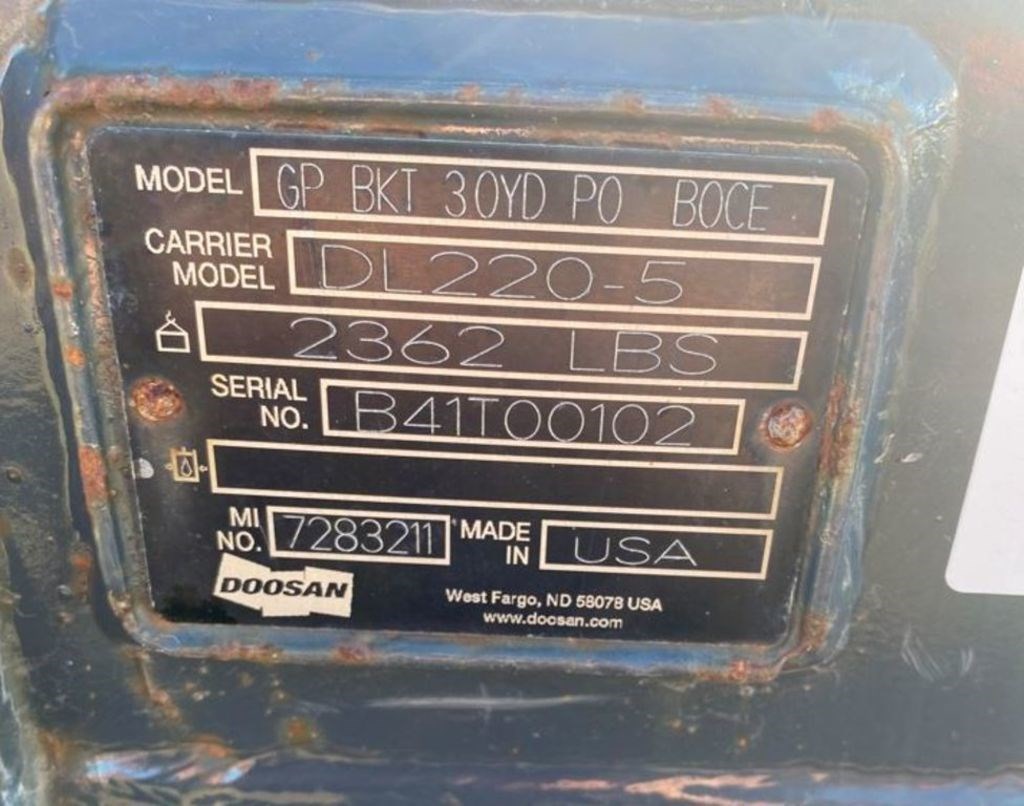 MODEL GP BKT 30YD PO BOCE
CARRIER MODEL DL220-5
2362 LBS
SERIAL NO. B41T00102
MI NO. 7283211 MADE IN USA
DOOSAN
West Fargo, ND 58078 USA
www.doosan.com